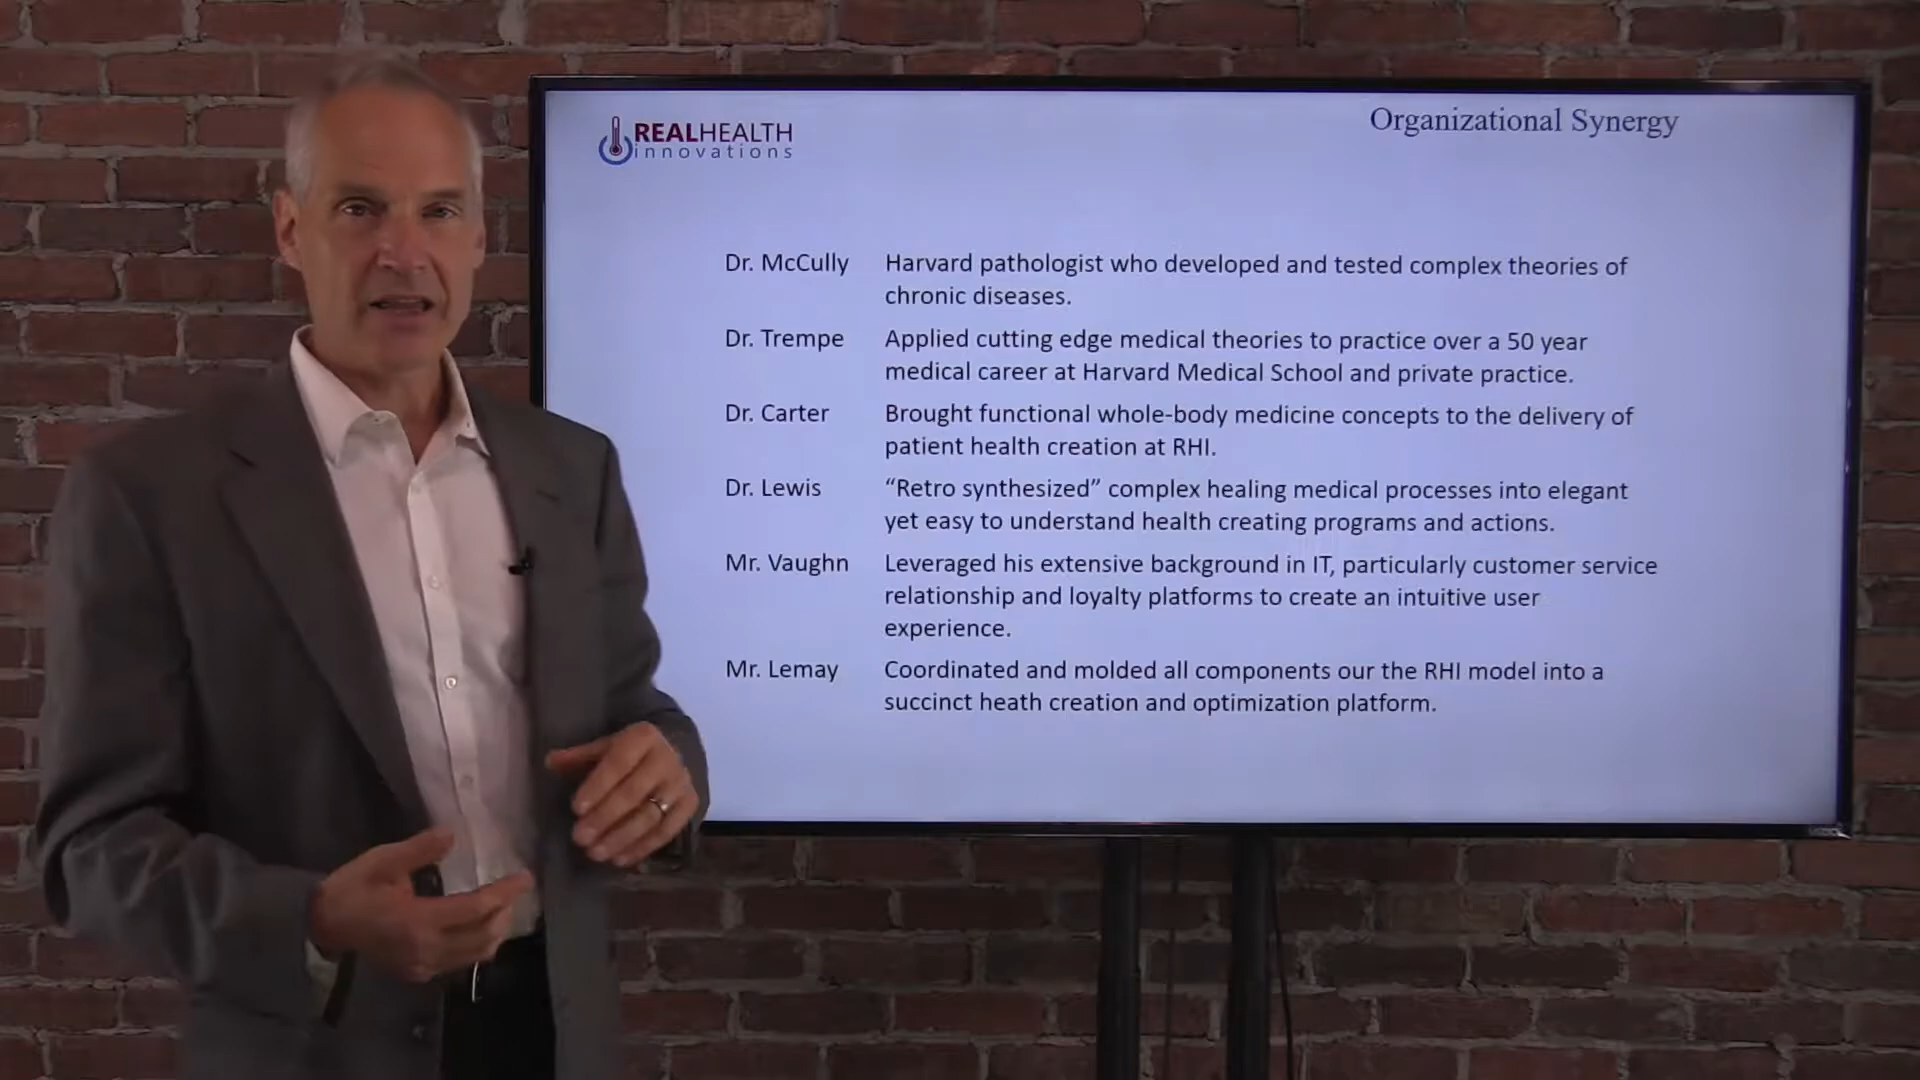 REALHEALTH
innovations
Organizational Synergy
Dr. McCully Harvard pathologist who developed and tested complex theories of
chronic diseases.
Dr. Trempe Applied cutting edge medical theories to practice over a 50 year
medical career at Harvard Medical School and private practice.
Dr. Carter Brought functional whole-body medicine concepts to the delivery of
patient health creation at RHI.
Dr. Lewis “Retro synthesized” complex healing medical processes into elegant
yet easy to understand health creating programs and actions.
Mr. Vaughn Leveraged his extensive background in IT, particularly customer service
relationship and loyalty platforms to create an intuitive user
experience.
Mr. Lemay Coordinated and molded all components our the RHI model into a
succinct heath creation and optimization platform.